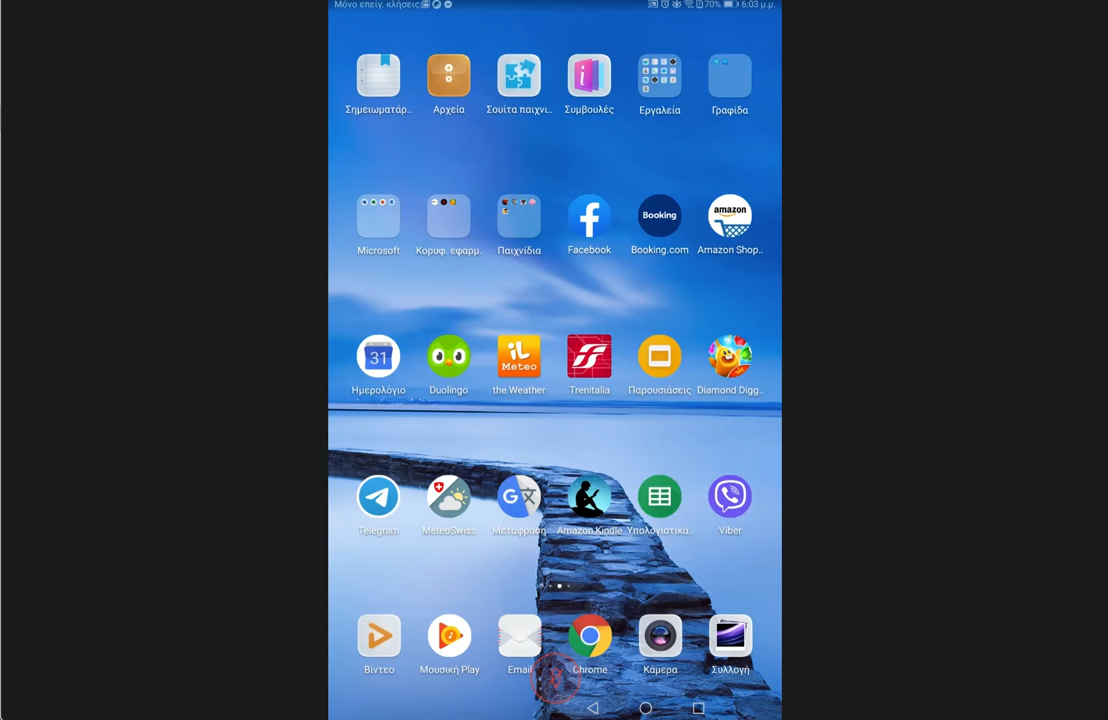 Μόνο επείγ. κλήσεις 70% 6:03 μ.μ.
Σημειωματάρ.. Αρχεία Σουίτα παιχνι.. Συμβουλές Εργαλεία Γραφίδα
Booking amazon
Microsoft Κορυφ. εφαρμ. Παιχνίδια Facebook Booking.com Amazon Shop..
31 iL Meteo
Ημερολόγιο Duolingo the Weather Trenitalia Παρουσιάσεις Diamond Digg..
G 文
Telegram MeteoSwiss Μετάφραση Amazon Kindle Υπολογιστικά.. Viber
Βίντεο Μουσική Play Email Chrome Κάμερα Συλλογή